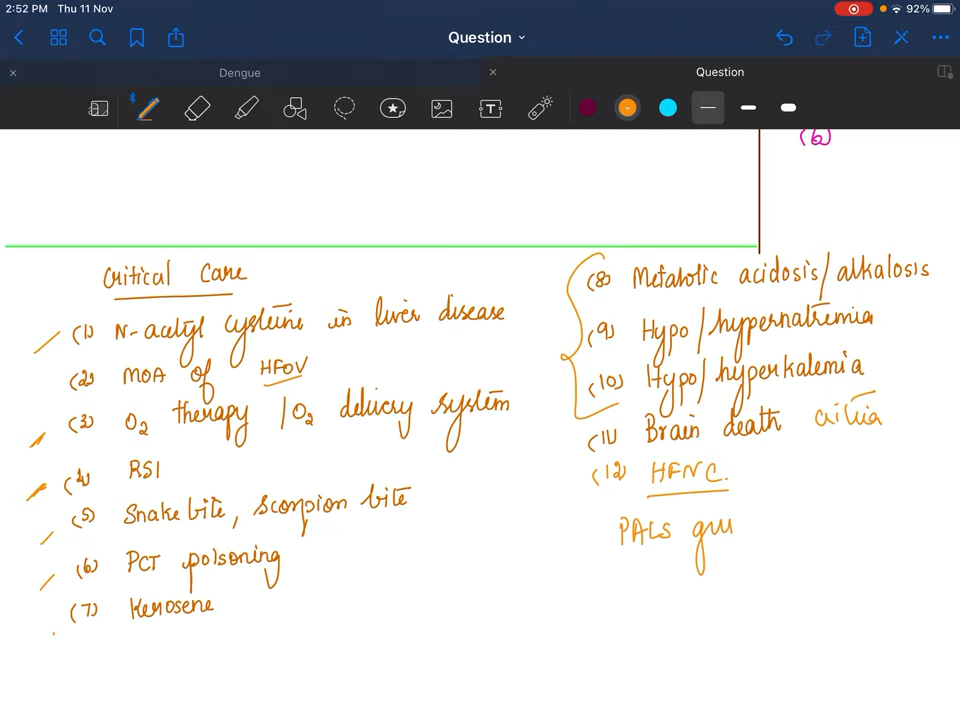 2:52 PM Thu 11 Nov
92%
Question
Dengue
Question
(6)
Critical Care
(1) N-acetyl cysteine in liver disease
(2) MOA of HFOV
(3) O2 therapy / O2 delivery system
(4) RSI
(5) Snake bite, scorpion bite
(6) PCT poisoning
(7) Kerosene
(8) Metabolic acidosis/alkalosis
(9) Hypo/hypernatremia
(10) Hypo/hyperkalemia
(11) Brain death
(12) HFNC.
PALS gui